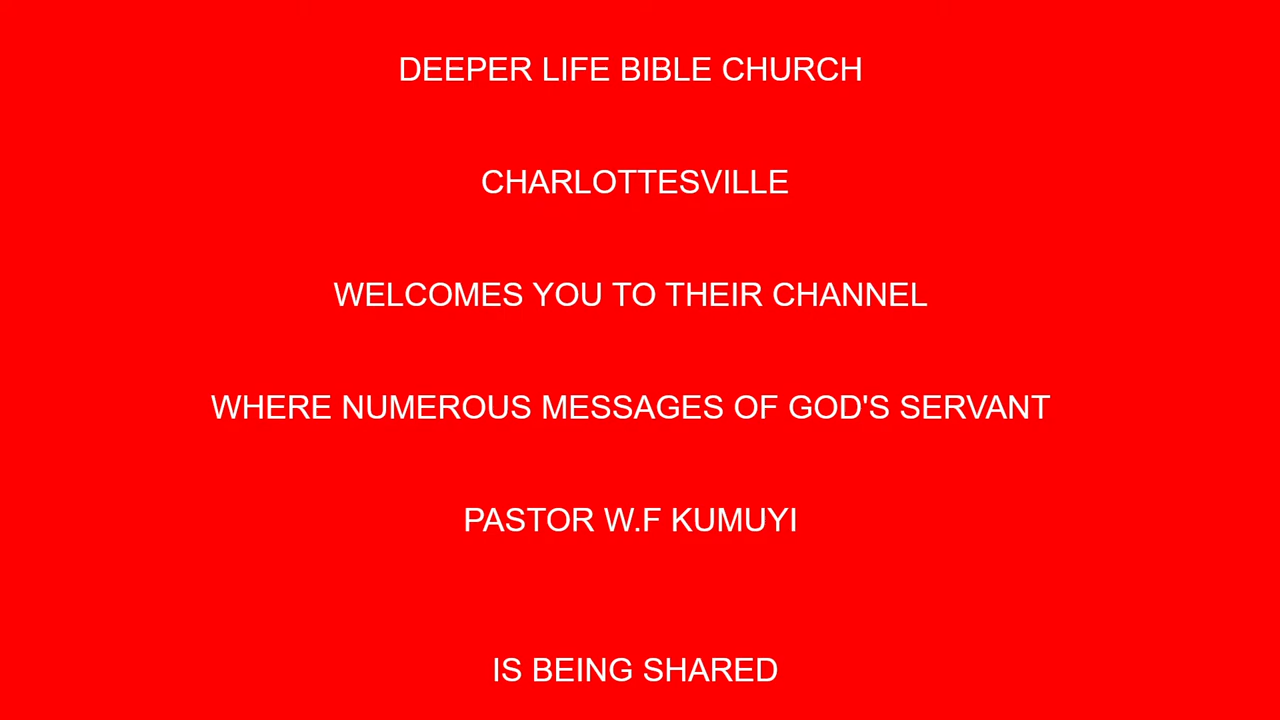 DEEPER LIFE BIBLE CHURCH
CHARLOTTESVILLE
WELCOMES YOU TO THEIR CHANNEL
WHERE NUMEROUS MESSAGES OF GOD'S SERVANT
PASTOR W.F KUMUYI
IS BEING SHARED